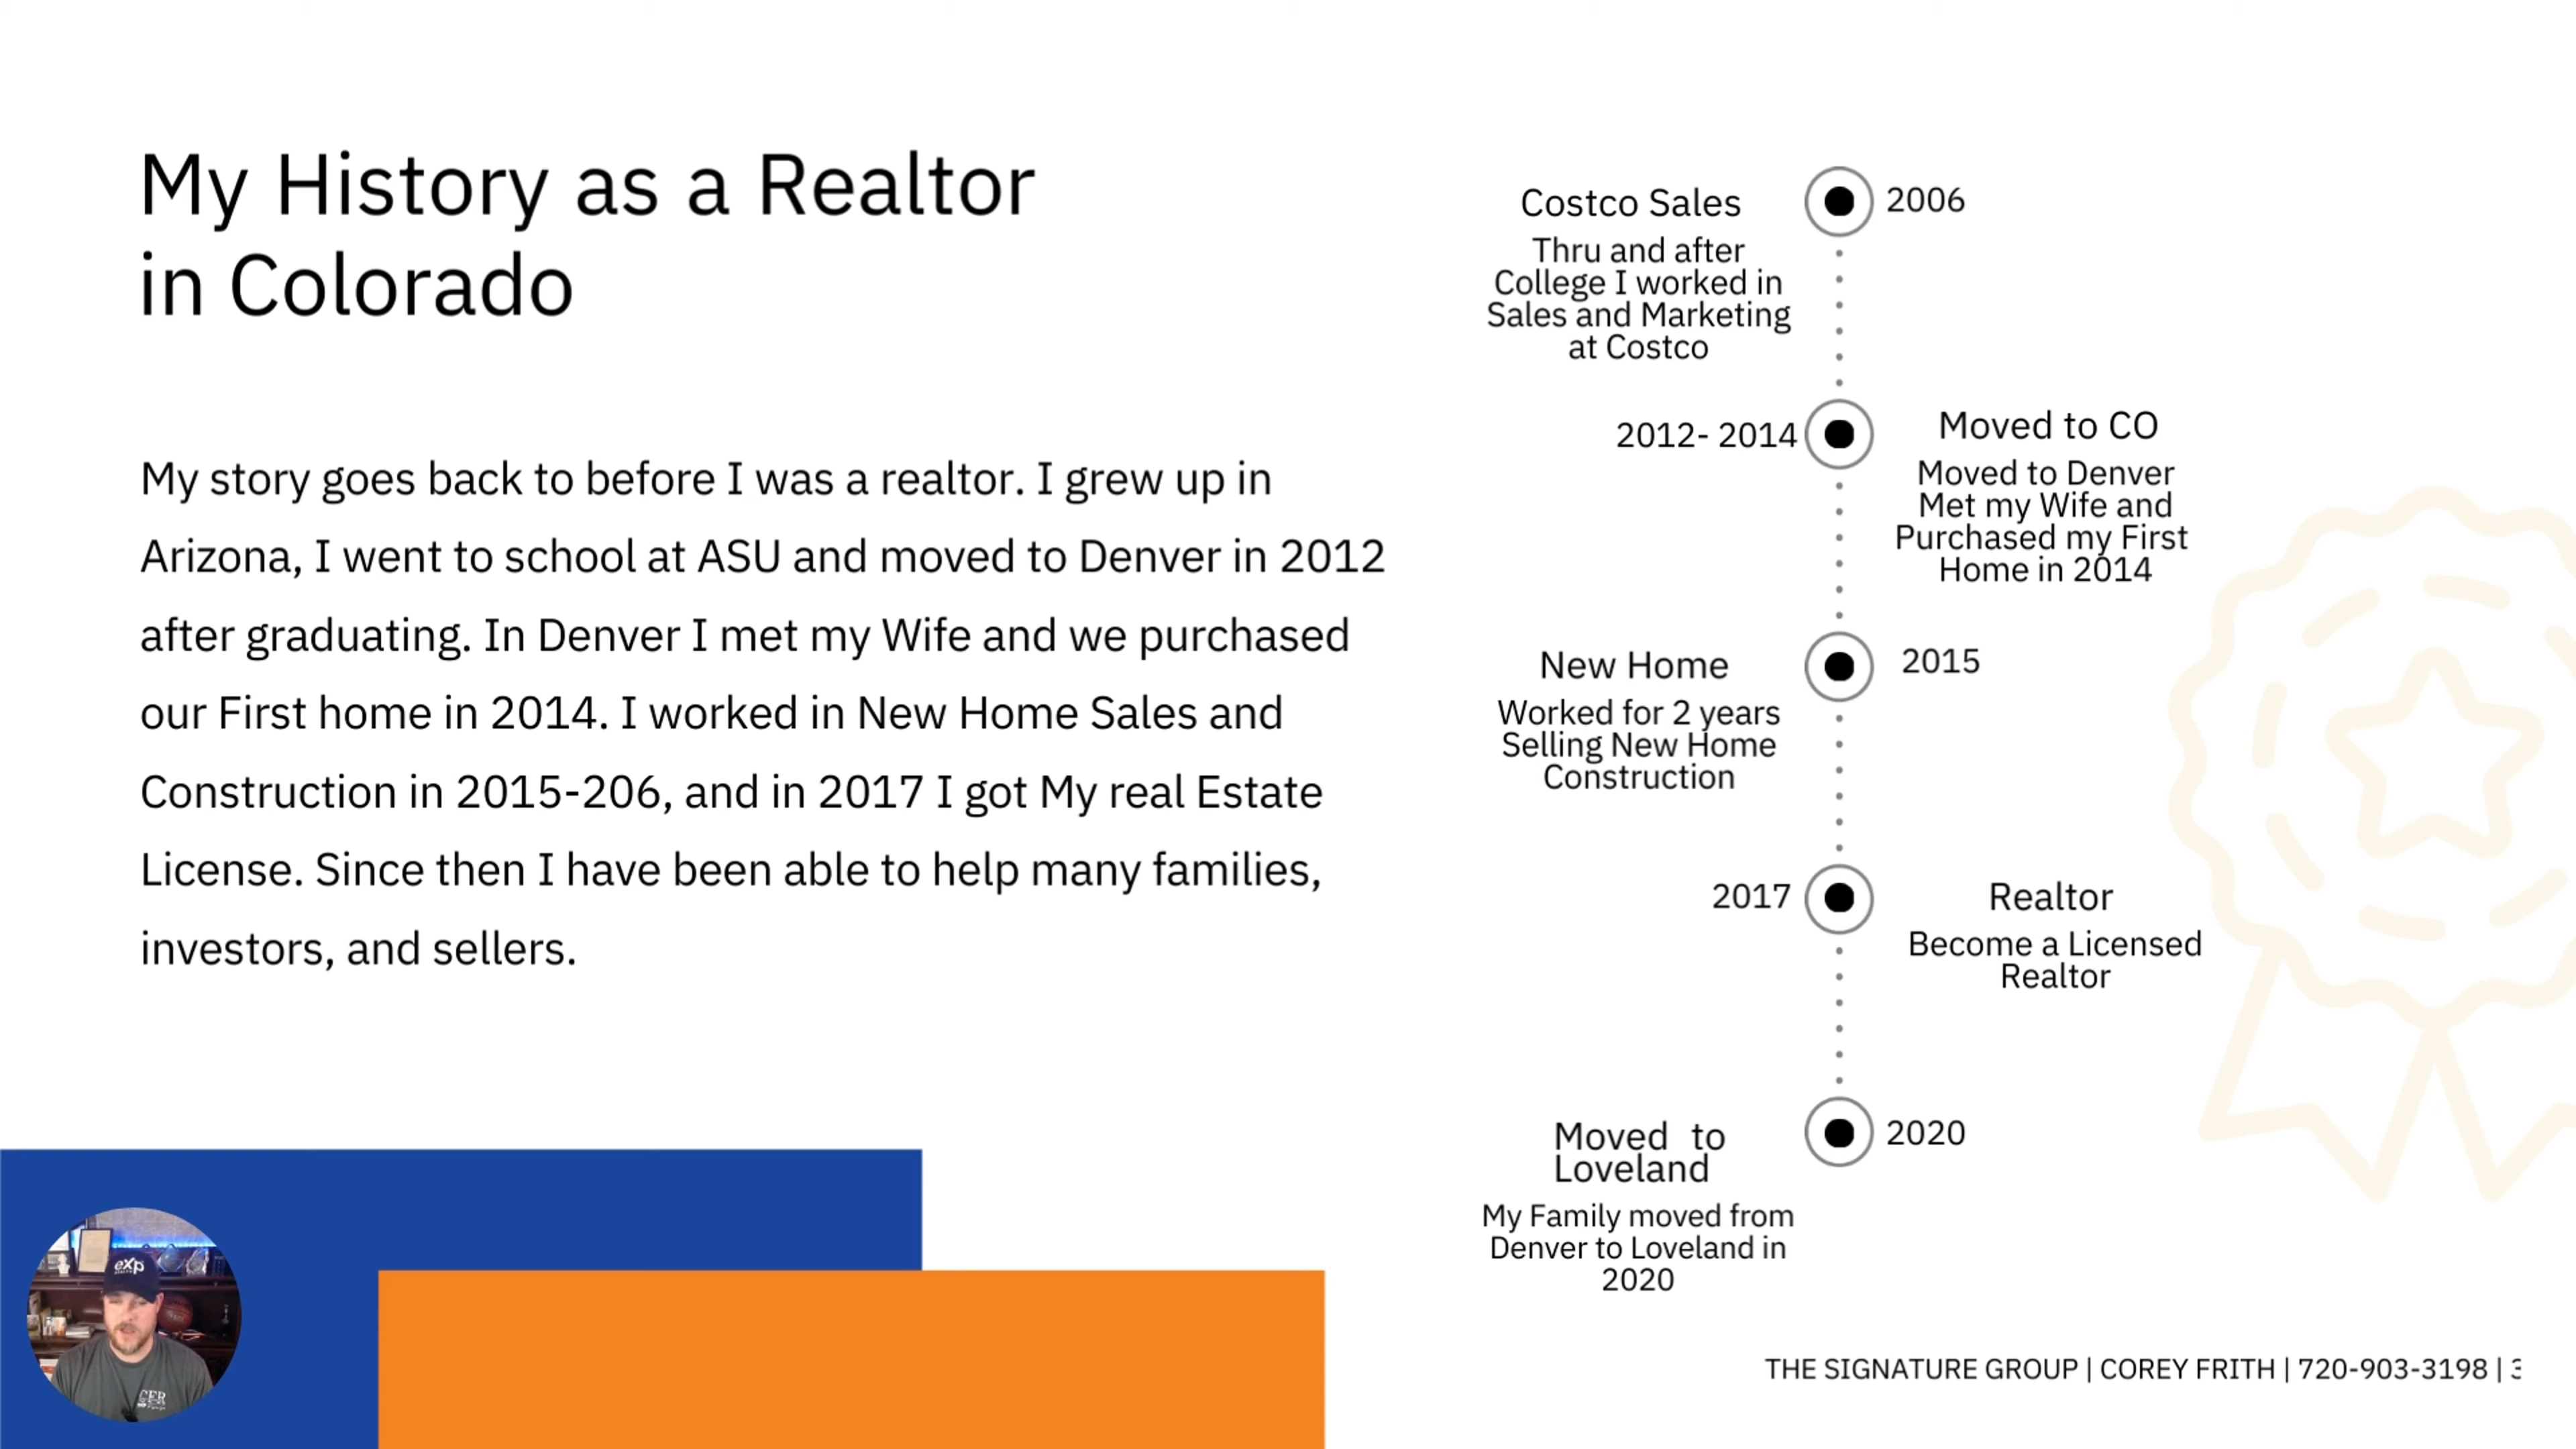 My History as a Realtor
in Colorado
My story goes back to before I was a realtor. I grew up in
Arizona, I went to school at ASU and moved to Denver in 2012
after graduating. In Denver I met my Wife and we purchased
our First home in 2014. I worked in New Home Sales and
Construction in 2015-206, and in 2017 I got My real Estate
License. Since then I have been able to help many families,
investors, and sellers.
Costco Sales
2006
Thru and after
College I worked in
Sales and Marketing
at Costco
2012- 2014
Moved to CO
Moved to Denver
Met my Wife and
Purchased my First
Home in 2014
New Home
2015
Worked for 2 years
Selling New Home
Construction
2017
Realtor
Become a Licensed
Realtor
Moved to
Loveland
2020
My Family moved from
Denver to Loveland in
2020
eXp
THE SIGNATURE GROUP | COREY FRITH | 720-903-3198 |